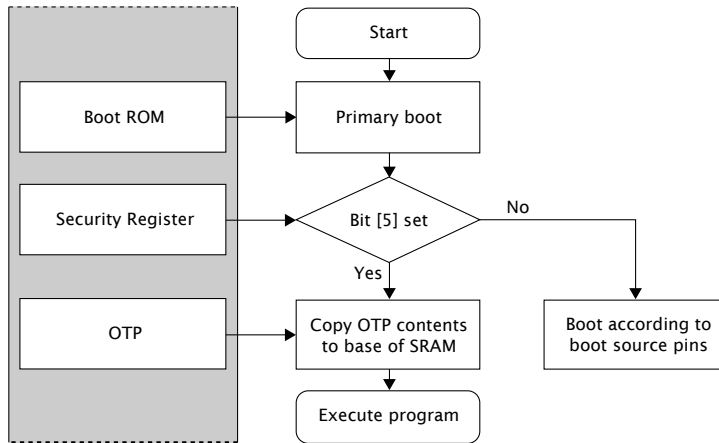 Start
Boot ROM
Primary boot
Security Register
Bit [5] set
No
Yes
OTP
Copy OTP contents
to base of SRAM
Boot according to
boot source pins
Execute program